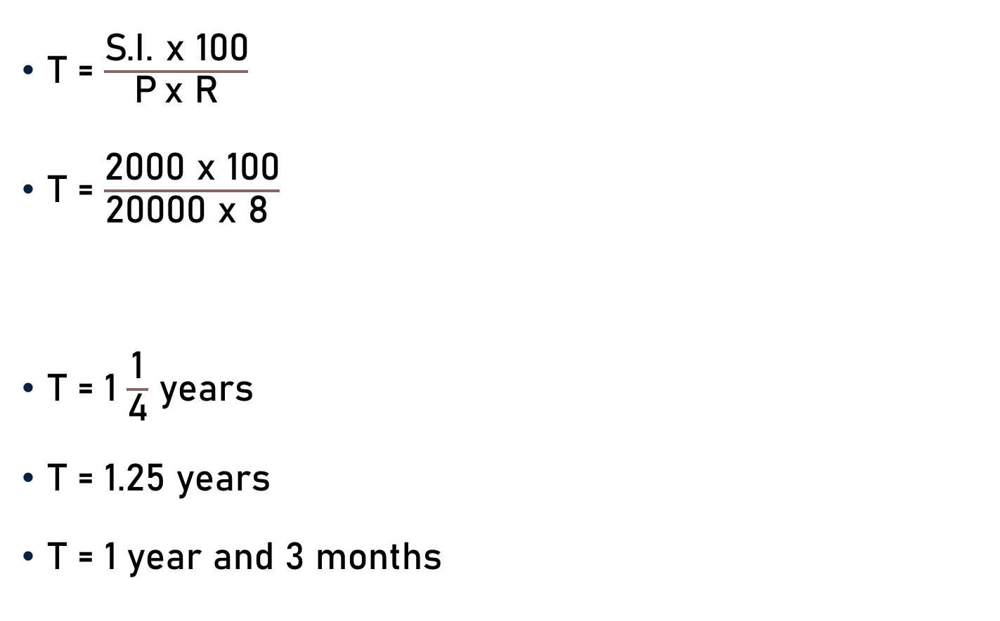 • T = S.I. x 100 / P x R
• T = 2000 x 100 / 20000 x 8
• T = 1 1/4 years
• T = 1.25 years
• T = 1 year and 3 months